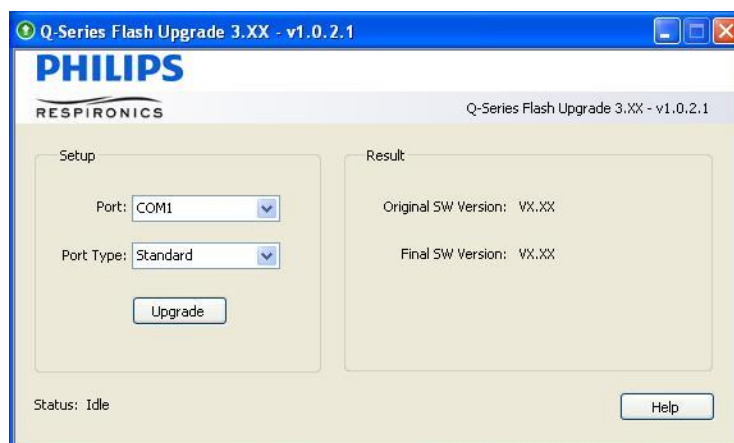 Q-Series Flash Upgrade 3.XX - v1.0.2.1
PHILIPS
RESPIRONICS
Q-Series Flash Upgrade 3.XX - v1.0.2.1
Setup
Result
Port: COM1
Original SW Version: VX.XX
Port Type: Standard
Final SW Version: VX.XX
Upgrade
Status: Idle
Help